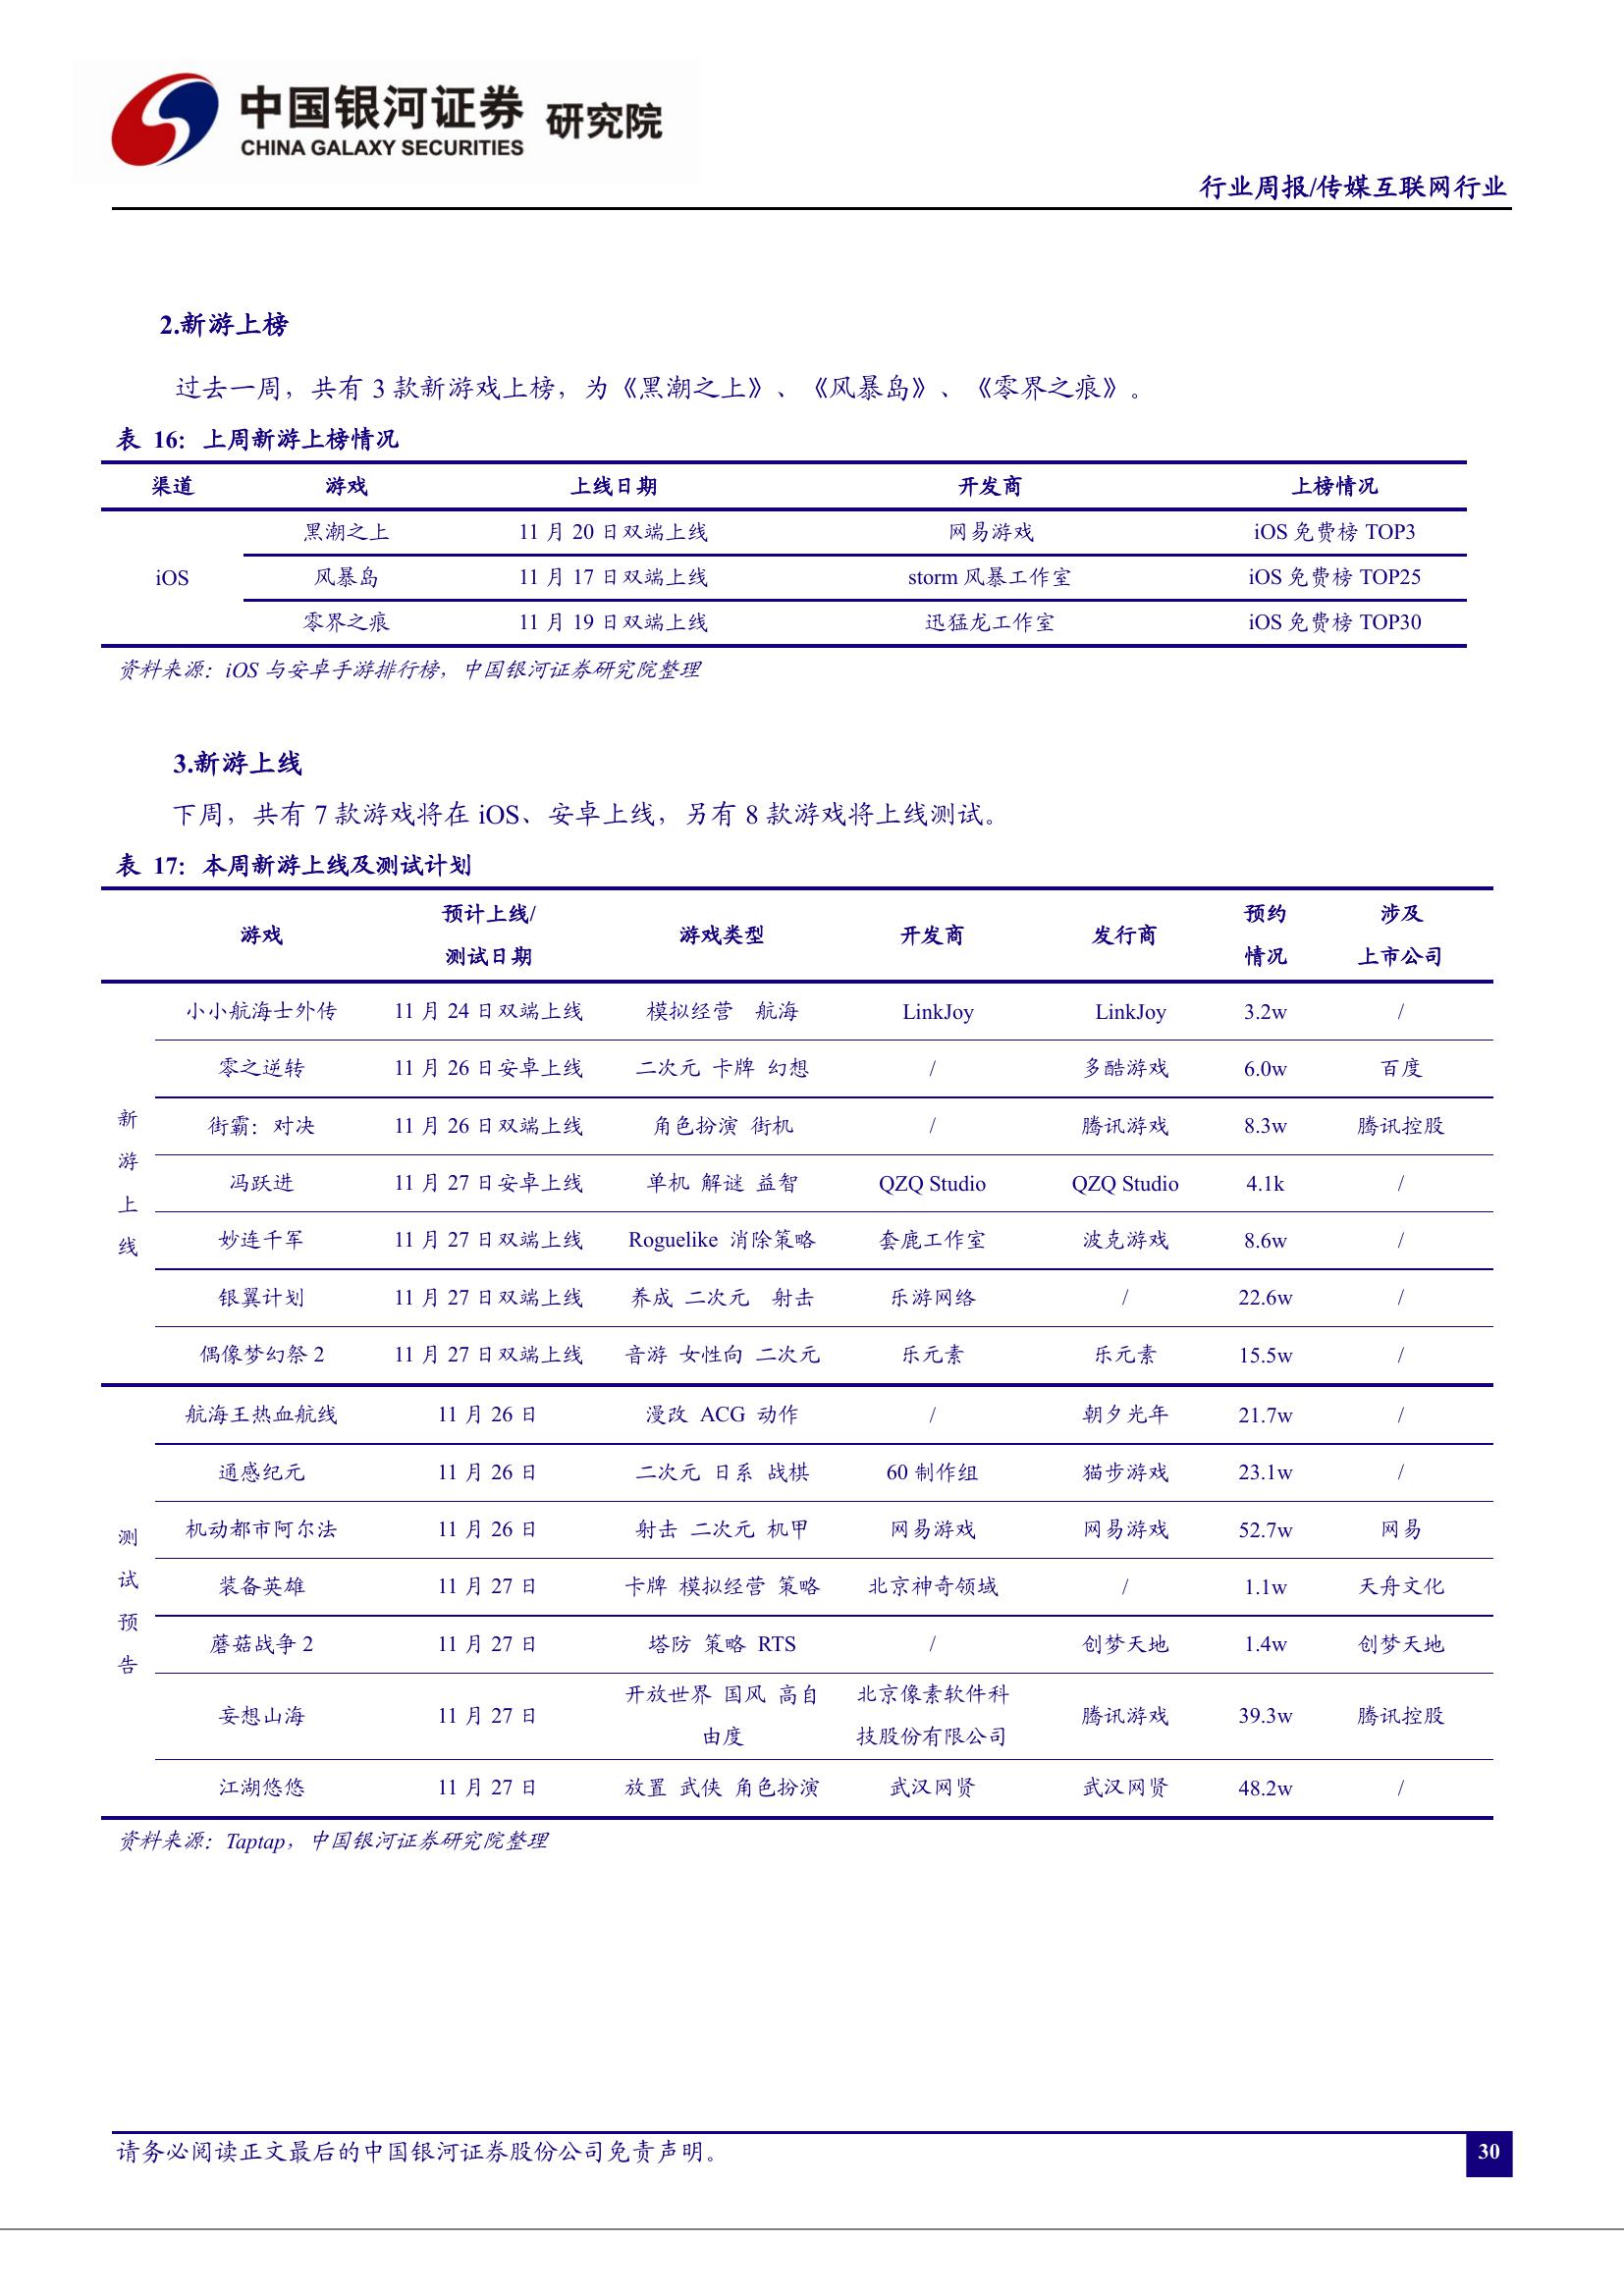 中国银河证券 研究院
CHINA GALAXY SECURITIES
行业周报/传媒互联网行业
2.新游上榜
过去一周，共有 3 款新游戏上榜，为《黑潮之上》、《风暴岛》、《零界之痕》。
表 16：上周新游上榜情况
渠道 游戏 上线日期 开发商 上榜情况
黑潮之上 11 月 20 日双端上线 网易游戏 iOS 免费榜 TOP3
iOS 风暴岛 11 月 17 日双端上线 storm 风暴工作室 iOS 免费榜 TOP25
零界之痕 11 月 19 日双端上线 迅猛龙工作室 iOS 免费榜 TOP30
资料来源：iOS 与安卓手游排行榜，中国银河证券研究院整理
3.新游上线
下周，共有 7 款游戏将在 iOS、安卓上线，另有 8 款游戏将上线测试。
表 17：本周新游上线及测试计划
游戏 预计上线/测试日期 游戏类型 开发商 发行商 预约情况 涉及上市公司
新游上线
小小航海士外传 11 月 24 日双端上线 模拟经营 航海 LinkJoy LinkJoy 3.2w /
零之逆转 11 月 26 日安卓上线 二次元 卡牌 幻想 / 多酷游戏 6.0w 百度
街霸：对决 11 月 26 日双端上线 角色扮演 街机 / 腾讯游戏 8.3w 腾讯控股
冯跃进 11 月 27 日安卓上线 单机 解谜 益智 QZQ Studio QZQ Studio 4.1k /
妙连千军 11 月 27 日双端上线 Roguelike 消除策略 套鹿工作室 波克游戏 8.6w /
银翼计划 11 月 27 日双端上线 养成 二次元 射击 乐游网络 / 22.6w /
偶像梦幻祭 2 11 月 27 日双端上线 音游 女性向 二次元 乐元素 乐元素 15.5w /
测试预告
航海王热血航线 11 月 26 日 漫改 ACG 动作 / 朝夕光年 21.7w /
通感纪元 11 月 26 日 二次元 日系 战棋 60 制作组 猫步游戏 23.1w /
机动都市阿尔法 11 月 26 日 射击 二次元 机甲 网易游戏 网易游戏 52.7w 网易
装备英雄 11 月 27 日 卡牌 模拟经营 策略 北京神奇领域 / 1.1w 天舟文化
蘑菇战争 2 11 月 27 日 塔防 策略 RTS / 创梦天地 1.4w 创梦天地
妄想山海 11 月 27 日 开放世界 国风 高自由度 北京像素软件科技股份有限公司 腾讯游戏 39.3w 腾讯控股
江湖悠悠 11 月 27 日 放置 武侠 角色扮演 武汉网贤 武汉网贤 48.2w /
资料来源：Taptap，中国银河证券研究院整理
请务必阅读正文最后的中国银河证券股份公司免责声明。
30